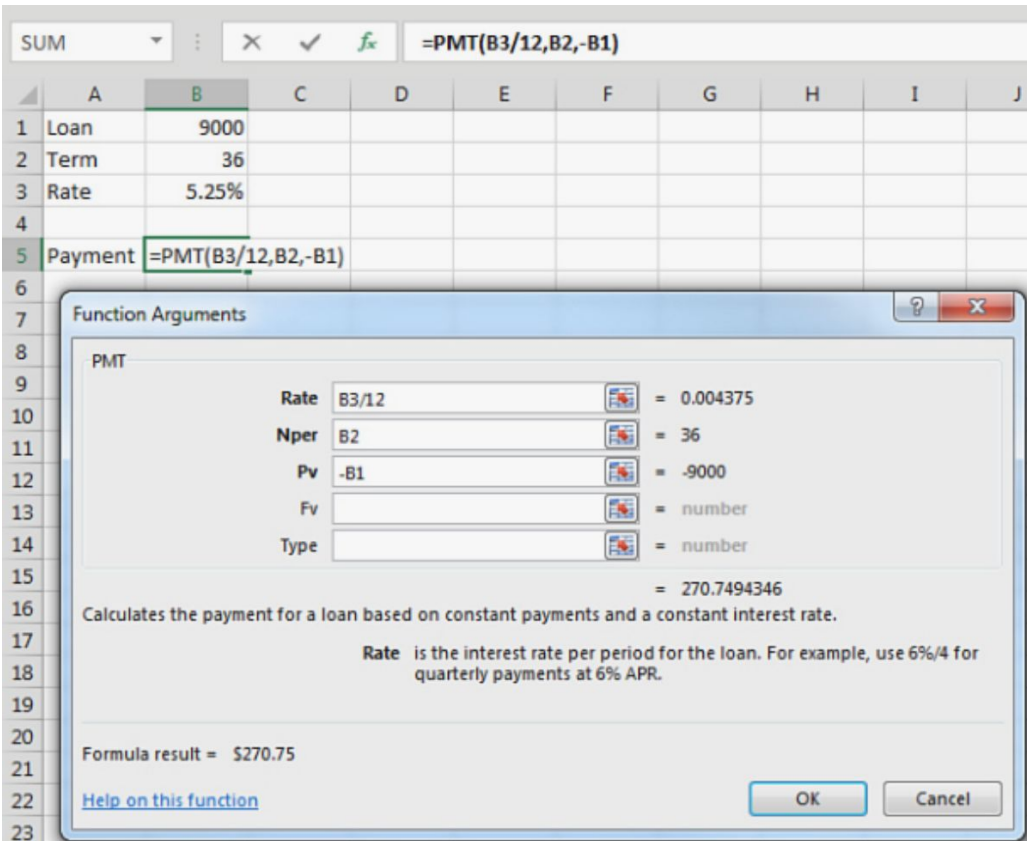 SUM fx =PMT(B3/12,B2,-B1)
A B C D E F G H I J
1 Loan 9000
2 Term 36
3 Rate 5.25%
4
5 Payment =PMT(B3/12,B2,-B1)
6
7 Function Arguments ?
8
PMT
9
Rate B3/12 = 0.004375
10
Nper B2 = 36
11
12 Pv -B1 = -9000
13 Fv = number
14 Type = number
15
= 270.7494346
16 Calculates the payment for a loan based on constant payments and a constant interest rate.
17
Rate is the interest rate per period for the loan. For example, use 6%/4 for
18 quarterly payments at 6% APR.
19
20
Formula result = $270.75
21
22 Help on this function OK Cancel
23